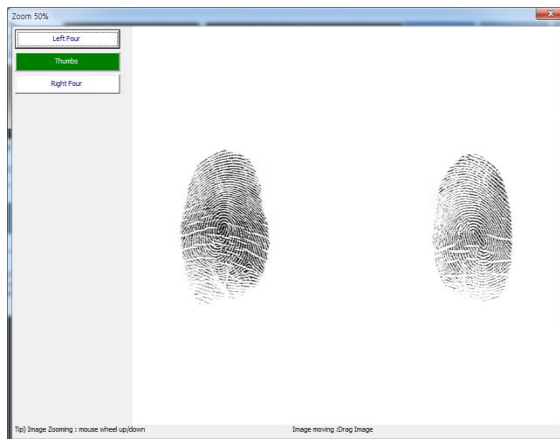 Zoom 50%
Left Four
Thumbs
Right Four
Tip) Image Zooming : mouse wheel up/down
Image moving :Drag Image